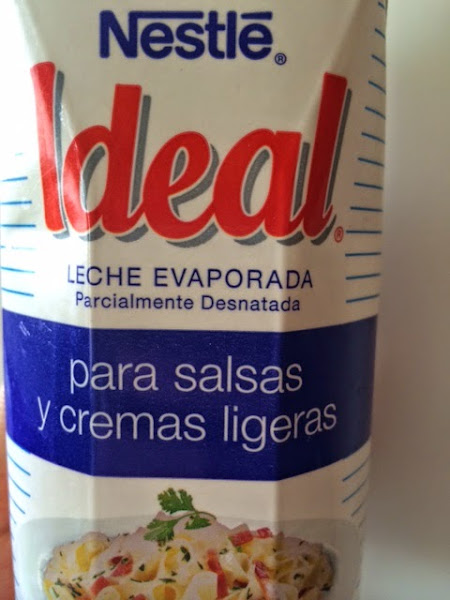 Nestlé®
Ideal®
LECHE EVAPORADA
Parcialmente Desnatada
para salsas
y cremas ligeras